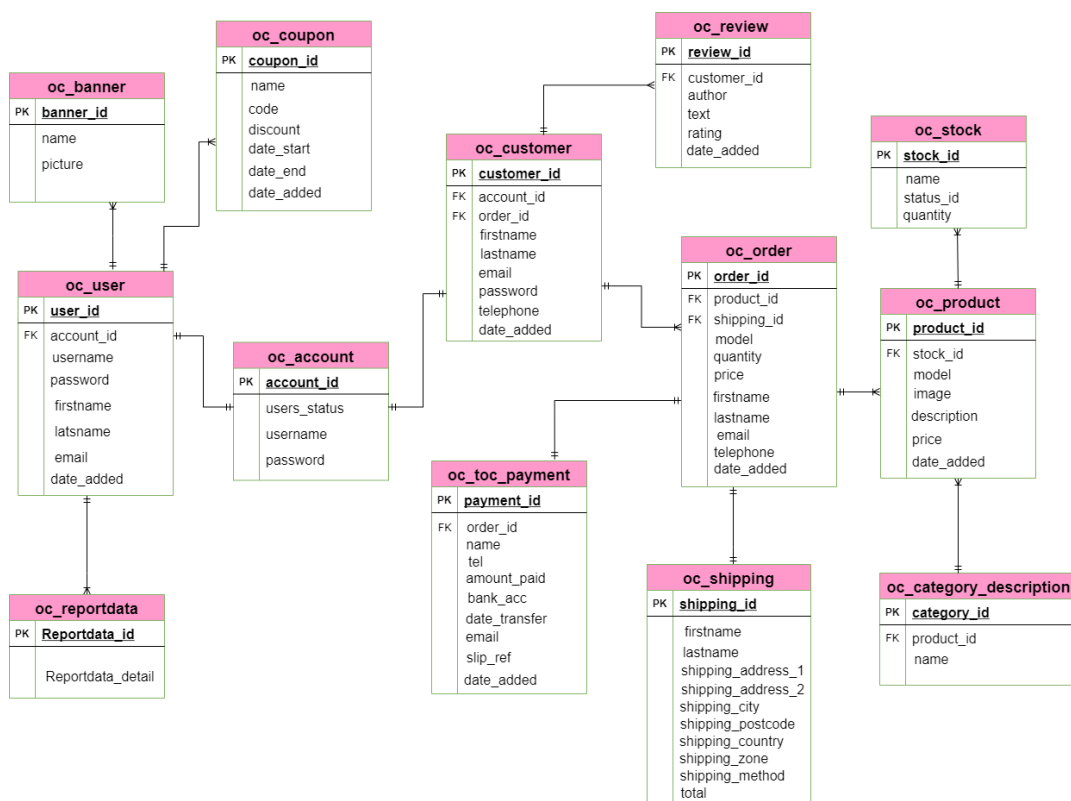 oc_coupon
PK coupon_id
name
code
discount
date_start
date_end
date_added
oc_review
PK review_id
FK customer_id
author
text
rating
date_added
oc_banner
PK banner_id
name
picture
oc_customer
PK customer_id
FK account_id
FK order_id
firstname
lastname
email
password
telephone
date_added
oc_stock
PK stock_id
name
status_id
quantity
oc_user
PK user_id
FK account_id
username
password
firstname
latsname
email
date_added
oc_account
PK account_id
users_status
username
password
oc_order
PK order_id
FK product_id
FK shipping_id
model
quantity
price
firstname
lastname
email
telephone
date_added
oc_product
PK product_id
FK stock_id
model
image
description
price
date_added
oc_toc_payment
PK payment_id
FK order_id
name
tel
amount_paid
bank_acc
date_transfer
email
slip_ref
date_added
oc_reportdata
PK Reportdata_id
Reportdata_detail
oc_shipping
PK shipping_id
firstname
lastname
shipping_address_1
shipping_address_2
shipping_city
shipping_postcode
shipping_country
shipping_zone
shipping_method
total
oc_category_description
PK category_id
FK product_id
name